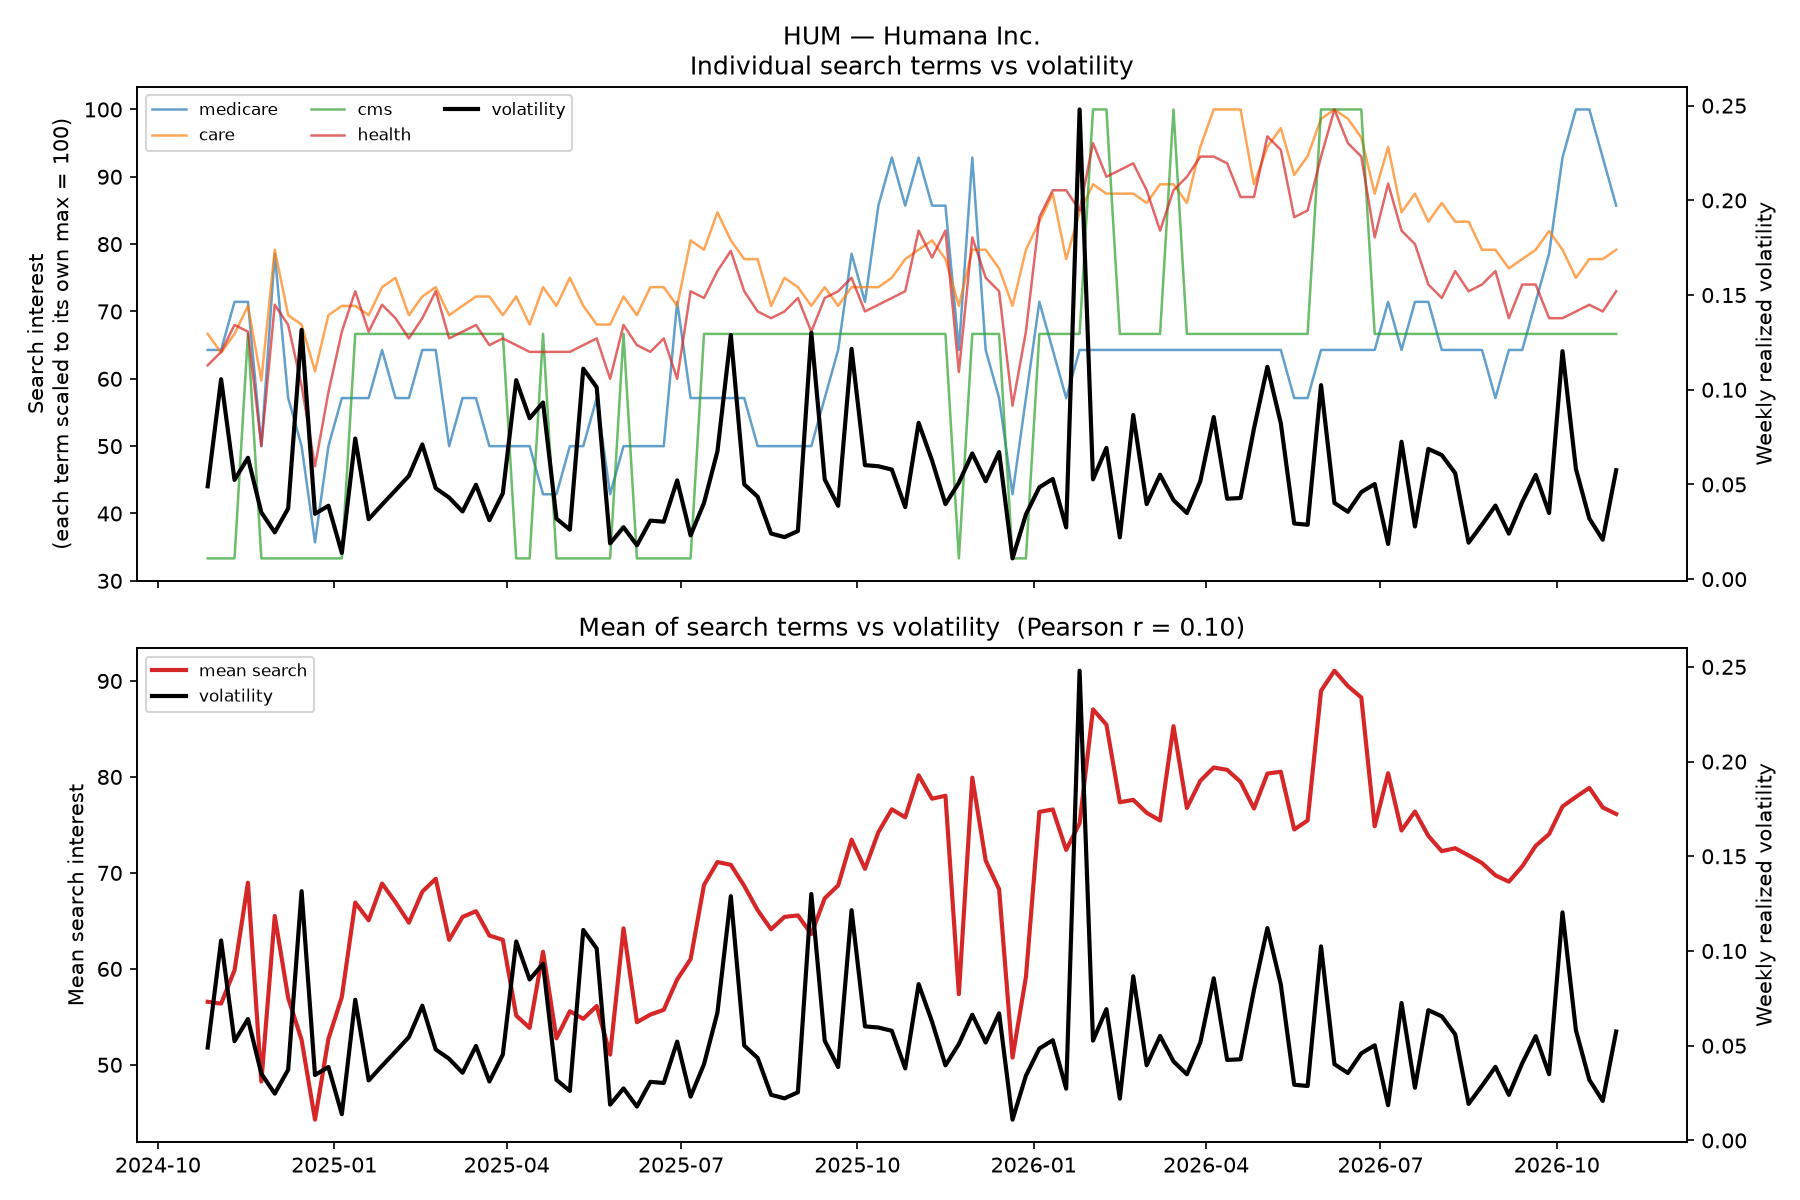 HUM — Humana Inc.
Individual search terms vs volatility
medicare
care
cms
health
volatility
Search interest
(each term scaled to its own max = 100)
100
90
80
70
60
50
40
30
0.25
0.20
0.15
0.10
0.05
0.00
Weekly realized volatility
Mean of search terms vs volatility (Pearson r = 0.10)
mean search
volatility
Mean search interest
90
80
70
60
50
0.25
0.20
0.15
0.10
0.05
0.00
Weekly realized volatility
2024-10
2025-01
2025-04
2025-07
2025-10
2026-01
2026-04
2026-07
2026-10